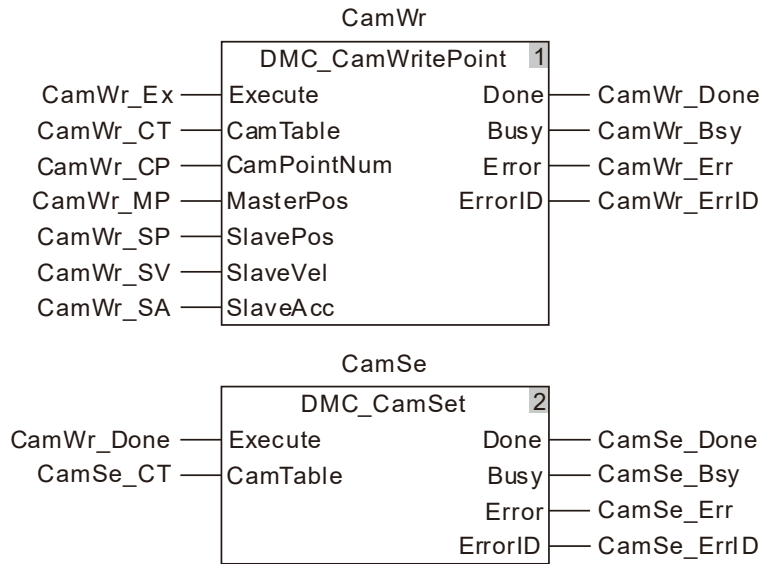 CamWr
DMC_CamWritePoint 1
CamWr_Ex Execute Done CamWr_Done
CamWr_CT CamTable Busy CamWr_Bsy
CamWr_CP CamPointNum Error CamWr_Err
CamWr_MP MasterPos ErrorID CamWr_ErrID
CamWr_SP SlavePos
CamWr_SV SlaveVel
CamWr_SA SlaveAcc
CamSe
DMC_CamSet 2
CamWr_Done Execute Done CamSe_Done
CamSe_CT CamTable Busy CamSe_Bsy
Error CamSe_Err
ErrorID CamSe_ErrID